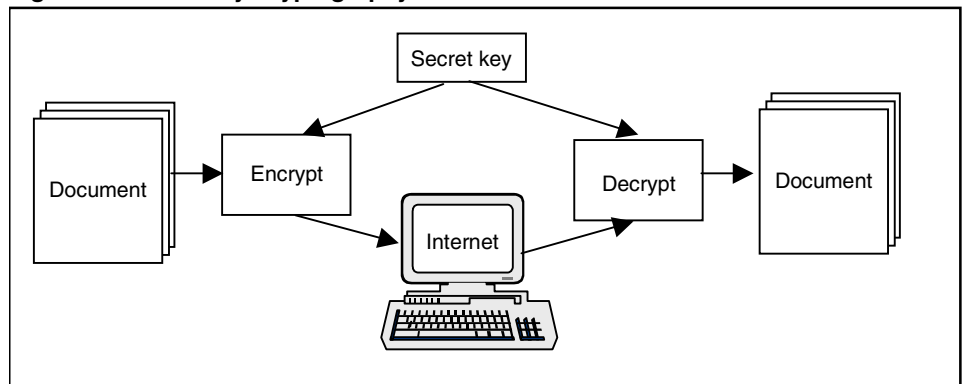 Secret key
Document
Encrypt
Internet
Decrypt
Document